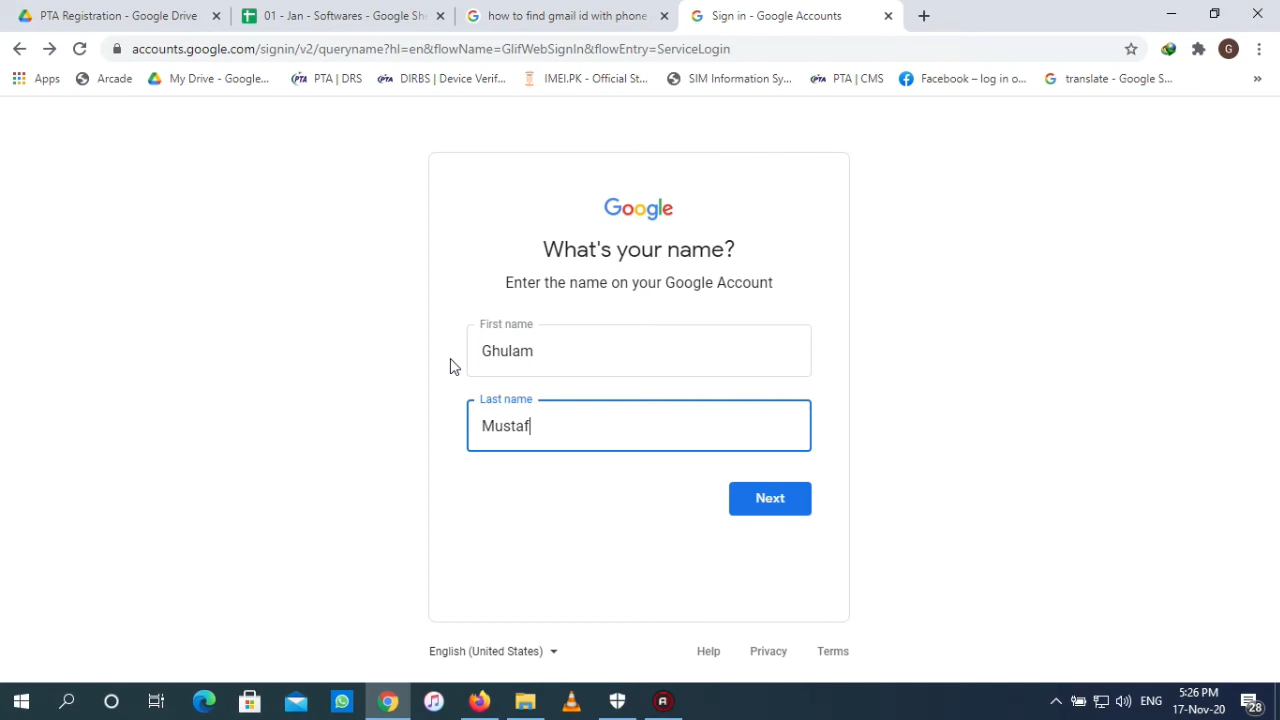 PTA Registration - Google Drive
01 - Jan - Softwares - Google She
how to find gmail id with phone
Sign in - Google Accounts
accounts.google.com/signin/v2/queryname?hl=en&flowName=GlifWebSignIn&flowEntry=ServiceLogin
G
Apps
Arcade
My Drive - Google...
PTA
PTA | DRS
PTA
DIRBS | Device Verif...
IMEI.PK - Official St...
SIM Information Sy...
PTA
PTA | CMS
Facebook – log in o...
translate - Google S...
»
Google
What's your name?
Enter the name on your Google Account
First name
Ghulam
Last name
Mustaf
Next
English (United States)
Help
Privacy
Terms
ENG
5:26 PM
17-Nov-20
28